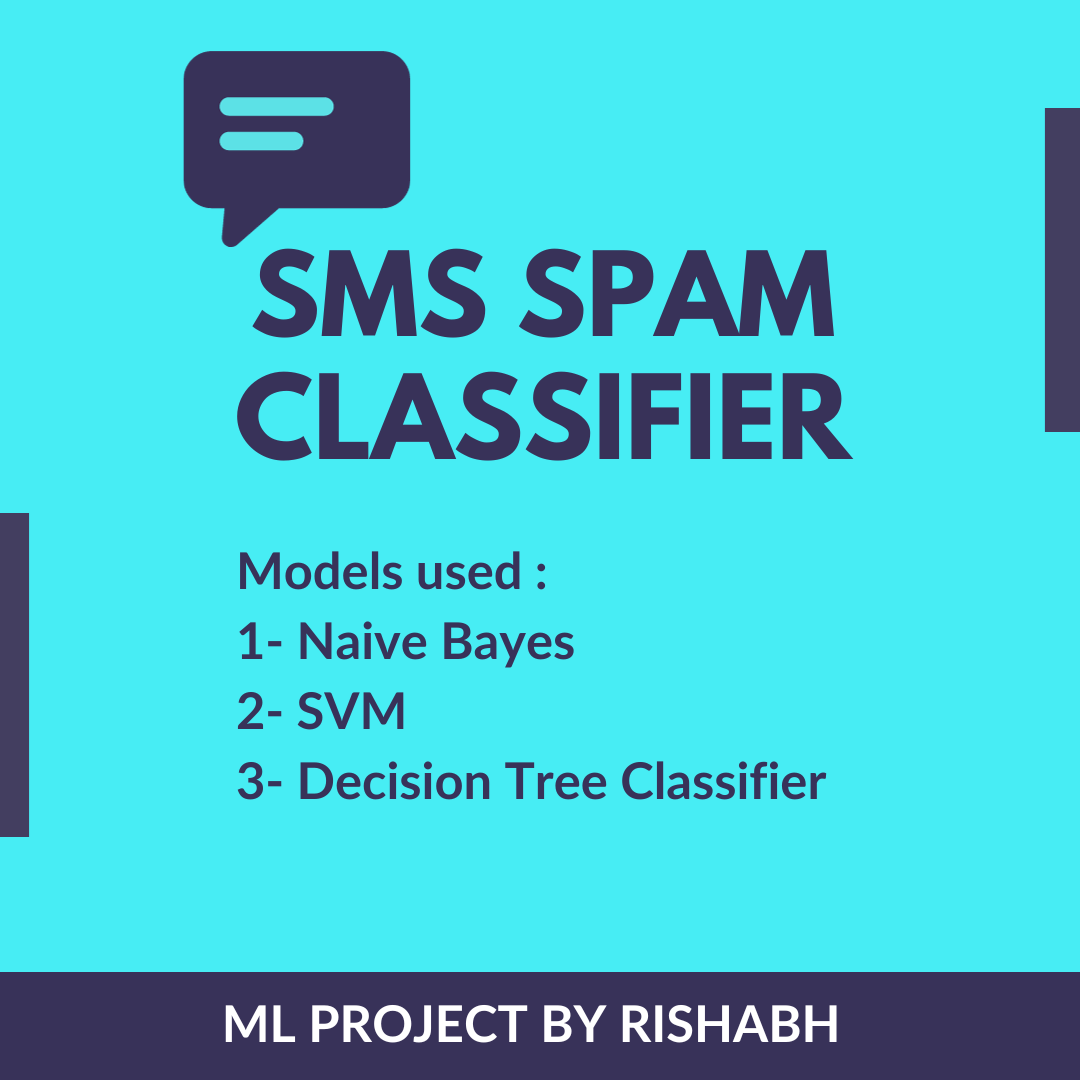 SMS SPAM
CLASSIFIER
Models used :
1- Naive Bayes
2- SVM
3- Decision Tree Classifier
ML PROJECT BY RISHABH